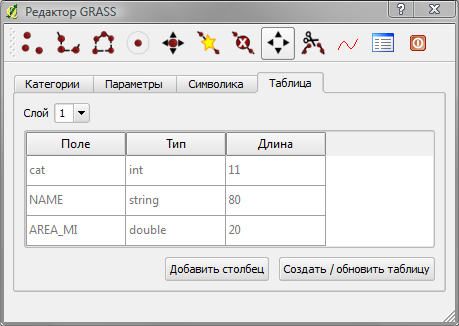 Редактор GRASS
Категории Параметры Символика Таблица
Слой 1
Поле Тип Длина
cat int 11
NAME string 80
AREA_MI double 20
Добавить столбец Создать / обновить таблицу